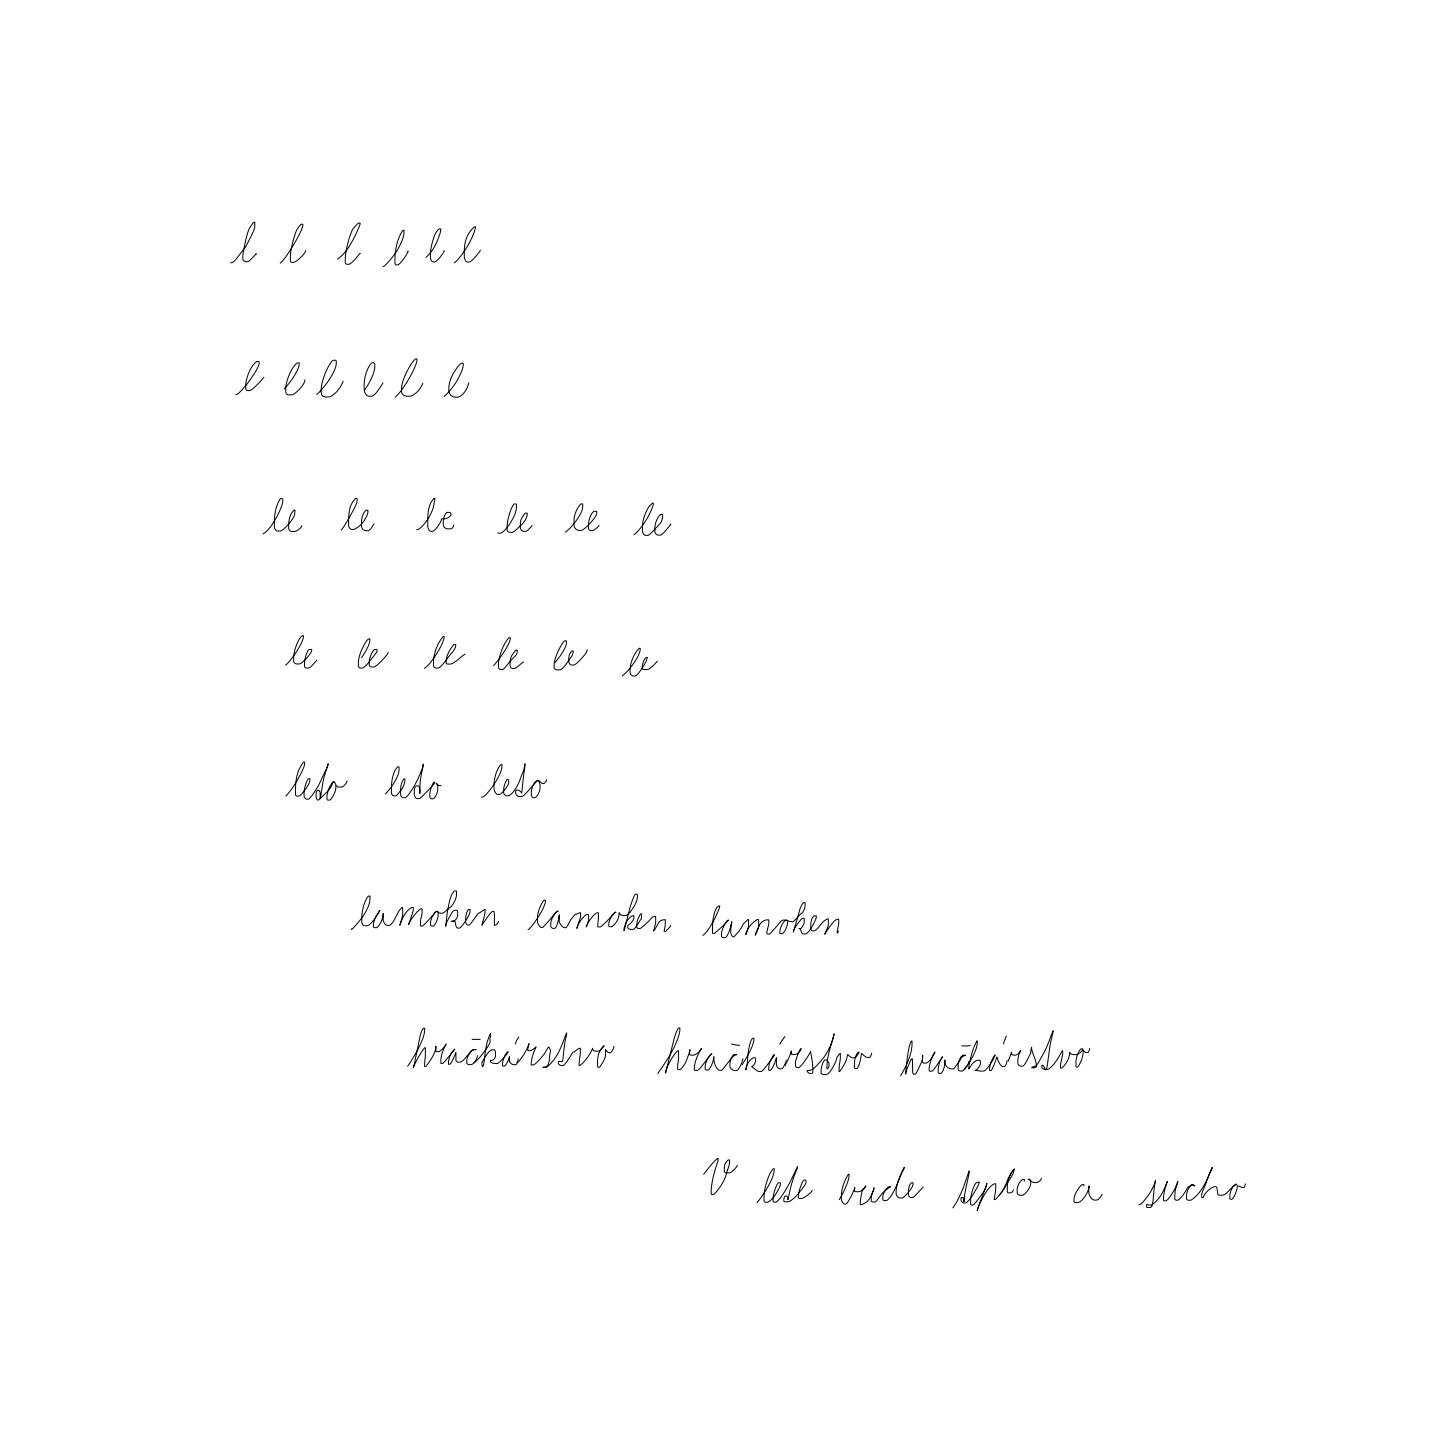 l l l l l l
l l l l l l
le le le le le le
le le le le le le
leto leto leto
lamoken lamoken lamoken
hračkárstvo hračkárstvo hračkárstvo
V lete bude teplo a sucho